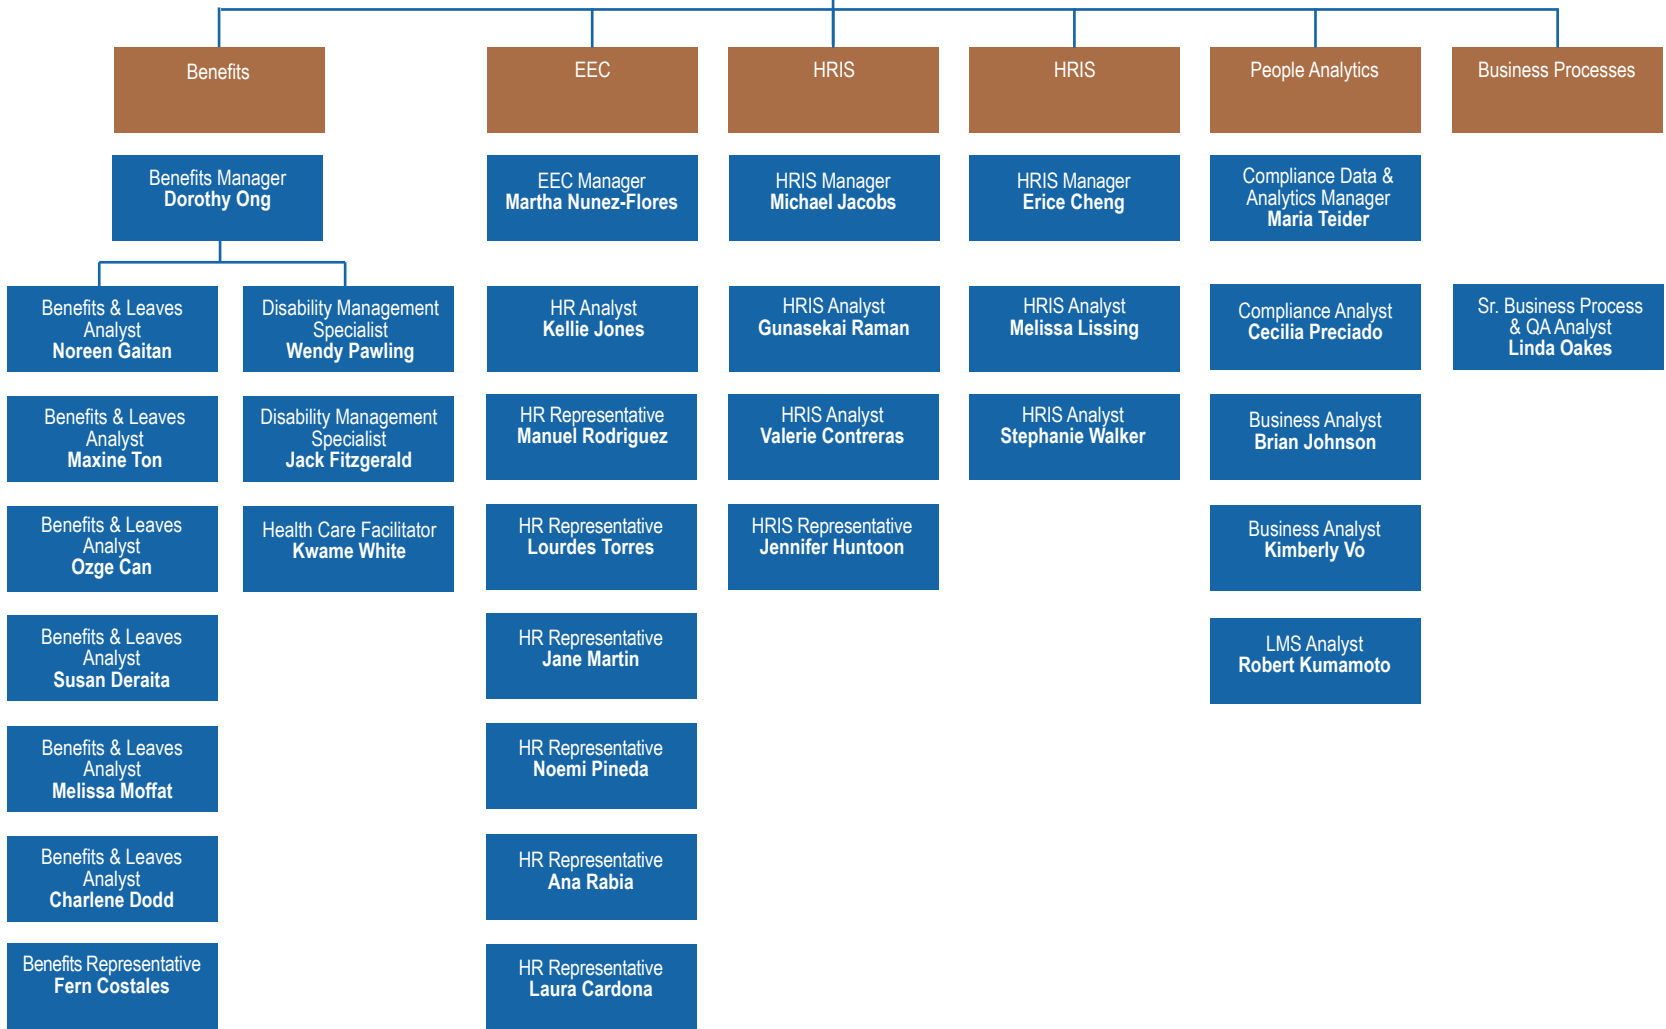 Benefits
EEC
HRIS
HRIS
People Analytics
Business Processes
Benefits Manager
Dorothy Ong
EEC Manager
Martha Nunez-Flores
HRIS Manager
Michael Jacobs
HRIS Manager
Erice Cheng
Compliance Data &
Analytics Manager
Maria Teider
Benefits & Leaves
Analyst
Noreen Gaitan
Disability Management
Specialist
Wendy Pawling
HR Analyst
Kellie Jones
HRIS Analyst
Gunasekai Raman
HRIS Analyst
Melissa Lissing
Compliance Analyst
Cecilia Preciado
Sr. Business Process
& QA Analyst
Linda Oakes
Benefits & Leaves
Analyst
Maxine Ton
Disability Management
Specialist
Jack Fitzgerald
HR Representative
Manuel Rodriguez
HRIS Analyst
Valerie Contreras
HRIS Analyst
Stephanie Walker
Business Analyst
Brian Johnson
Benefits & Leaves
Analyst
Ozge Can
Health Care Facilitator
Kwame White
HR Representative
Lourdes Torres
HRIS Representative
Jennifer Huntoon
Business Analyst
Kimberly Vo
Benefits & Leaves
Analyst
Susan Deraita
HR Representative
Jane Martin
LMS Analyst
Robert Kumamoto
Benefits & Leaves
Analyst
Melissa Moffat
HR Representative
Noemi Pineda
Benefits & Leaves
Analyst
Charlene Dodd
HR Representative
Ana Rabia
Benefits Representative
Fern Costales
HR Representative
Laura Cardona